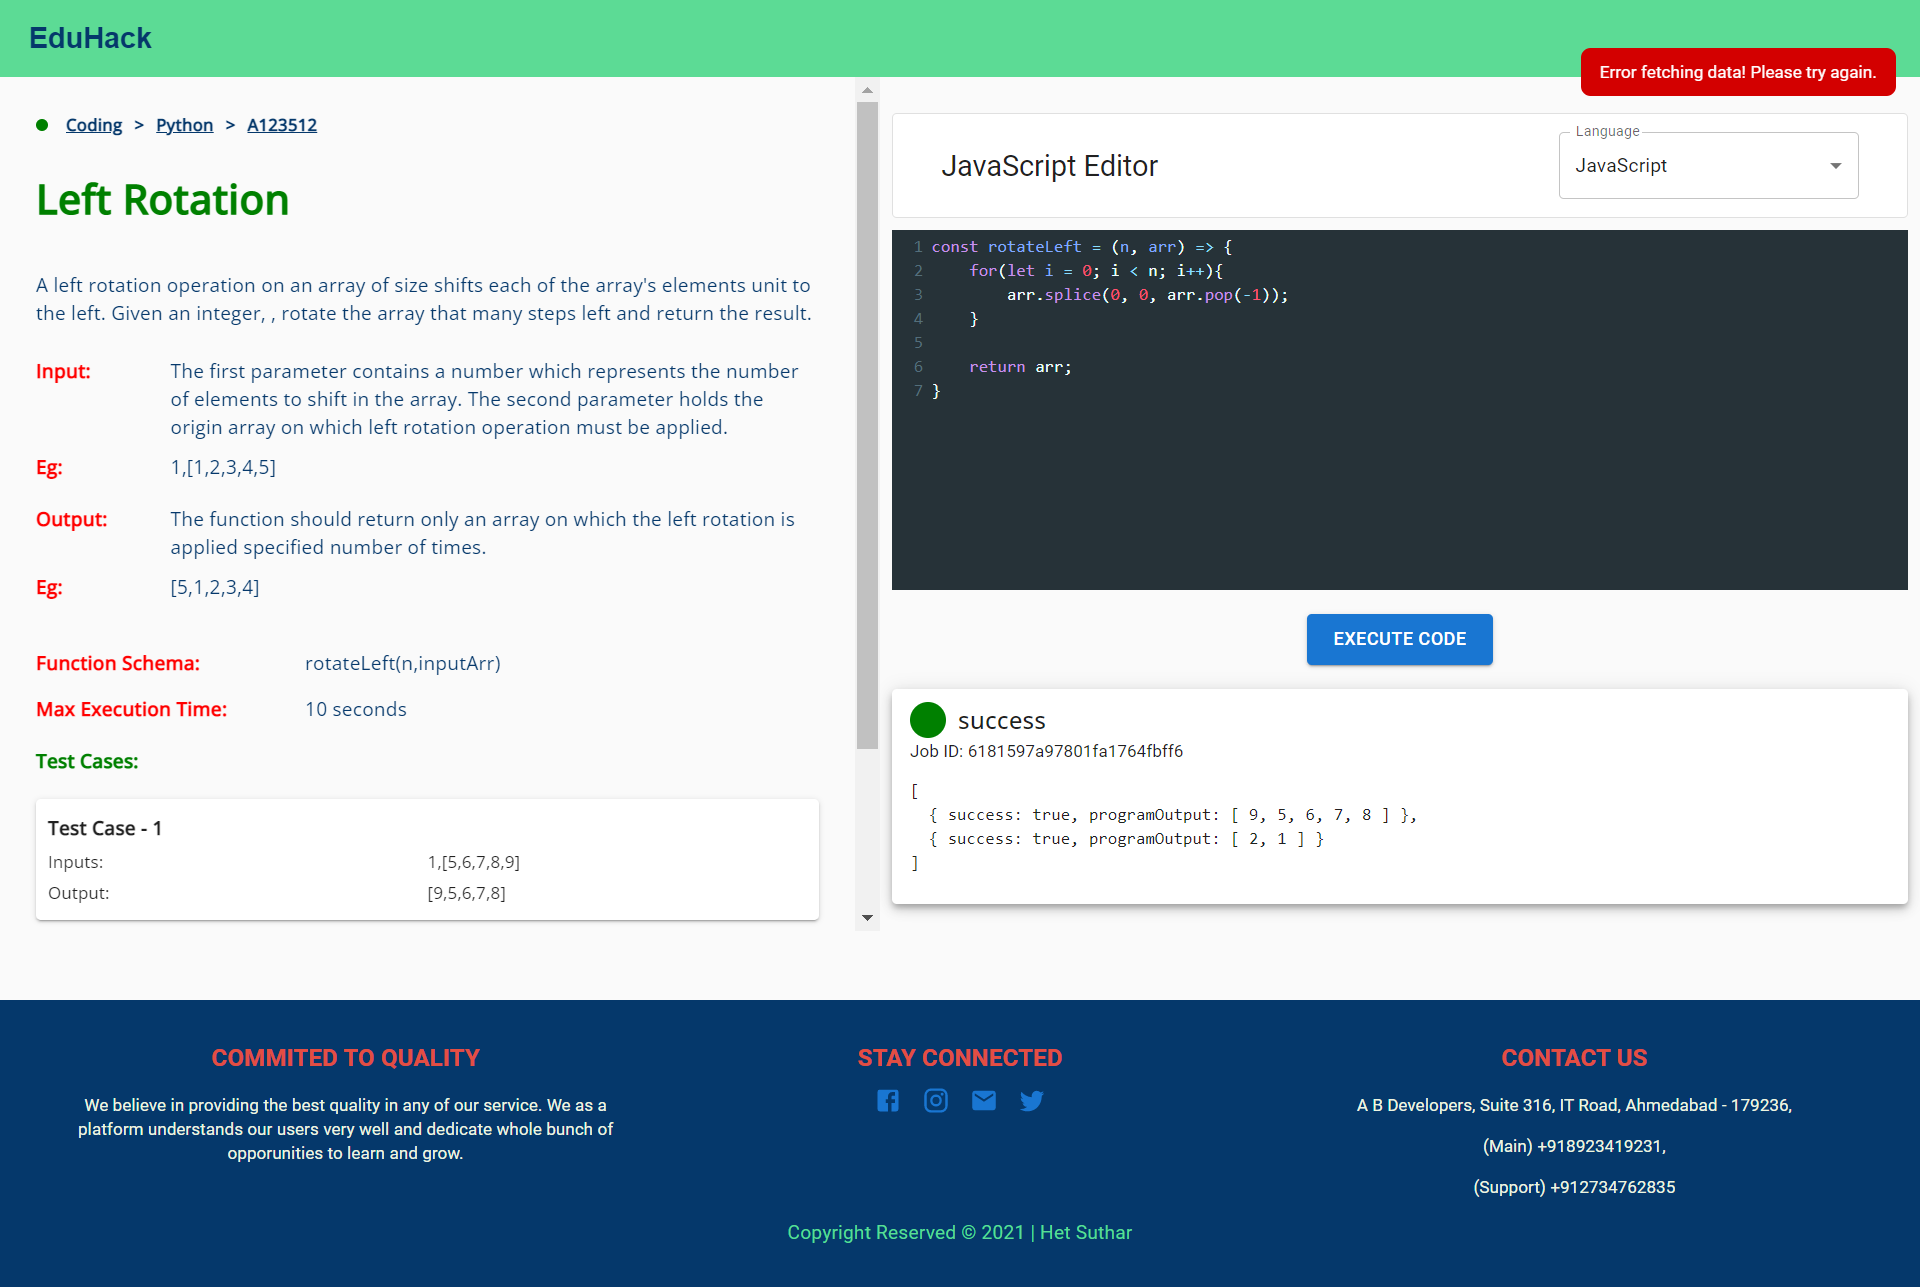 EduHack
Error fetching data! Please try again.
Coding > Python > A123512
Left Rotation
A left rotation operation on an array of size shifts each of the array's elements unit to
the left. Given an integer, , rotate the array that many steps left and return the result.
Input:
The first parameter contains a number which represents the number
of elements to shift in the array. The second parameter holds the
origin array on which left rotation operation must be applied.
Eg:
1,[1,2,3,4,5]
Output:
The function should return only an array on which the left rotation is
applied specified number of times.
Eg:
[5,1,2,3,4]
Function Schema:
rotateLeft(n,inputArr)
Max Execution Time:
10 seconds
Test Cases:
Test Case - 1
Inputs:
1,[5,6,7,8,9]
Output:
[9,5,6,7,8]
JavaScript Editor
Language
JavaScript
1 const rotateLeft = (n, arr) => {
2     for(let i = 0; i < n; i++){
3         arr.splice(0, 0, arr.pop(-1));
4     }
5
6     return arr;
7 }
EXECUTE CODE
success
Job ID: 6181597a97801fa1764fbff6
[
  { success: true, programOutput: [ 9, 5, 6, 7, 8 ] },
  { success: true, programOutput: [ 2, 1 ] }
]
COMMITED TO QUALITY
We believe in providing the best quality in any of our service. We as a
platform understands our users very well and dedicate whole bunch of
opporunities to learn and grow.
STAY CONNECTED
CONTACT US
A B Developers, Suite 316, IT Road, Ahmedabad - 179236,
(Main) +918923419231,
(Support) +912734762835
Copyright Reserved © 2021 | Het Suthar